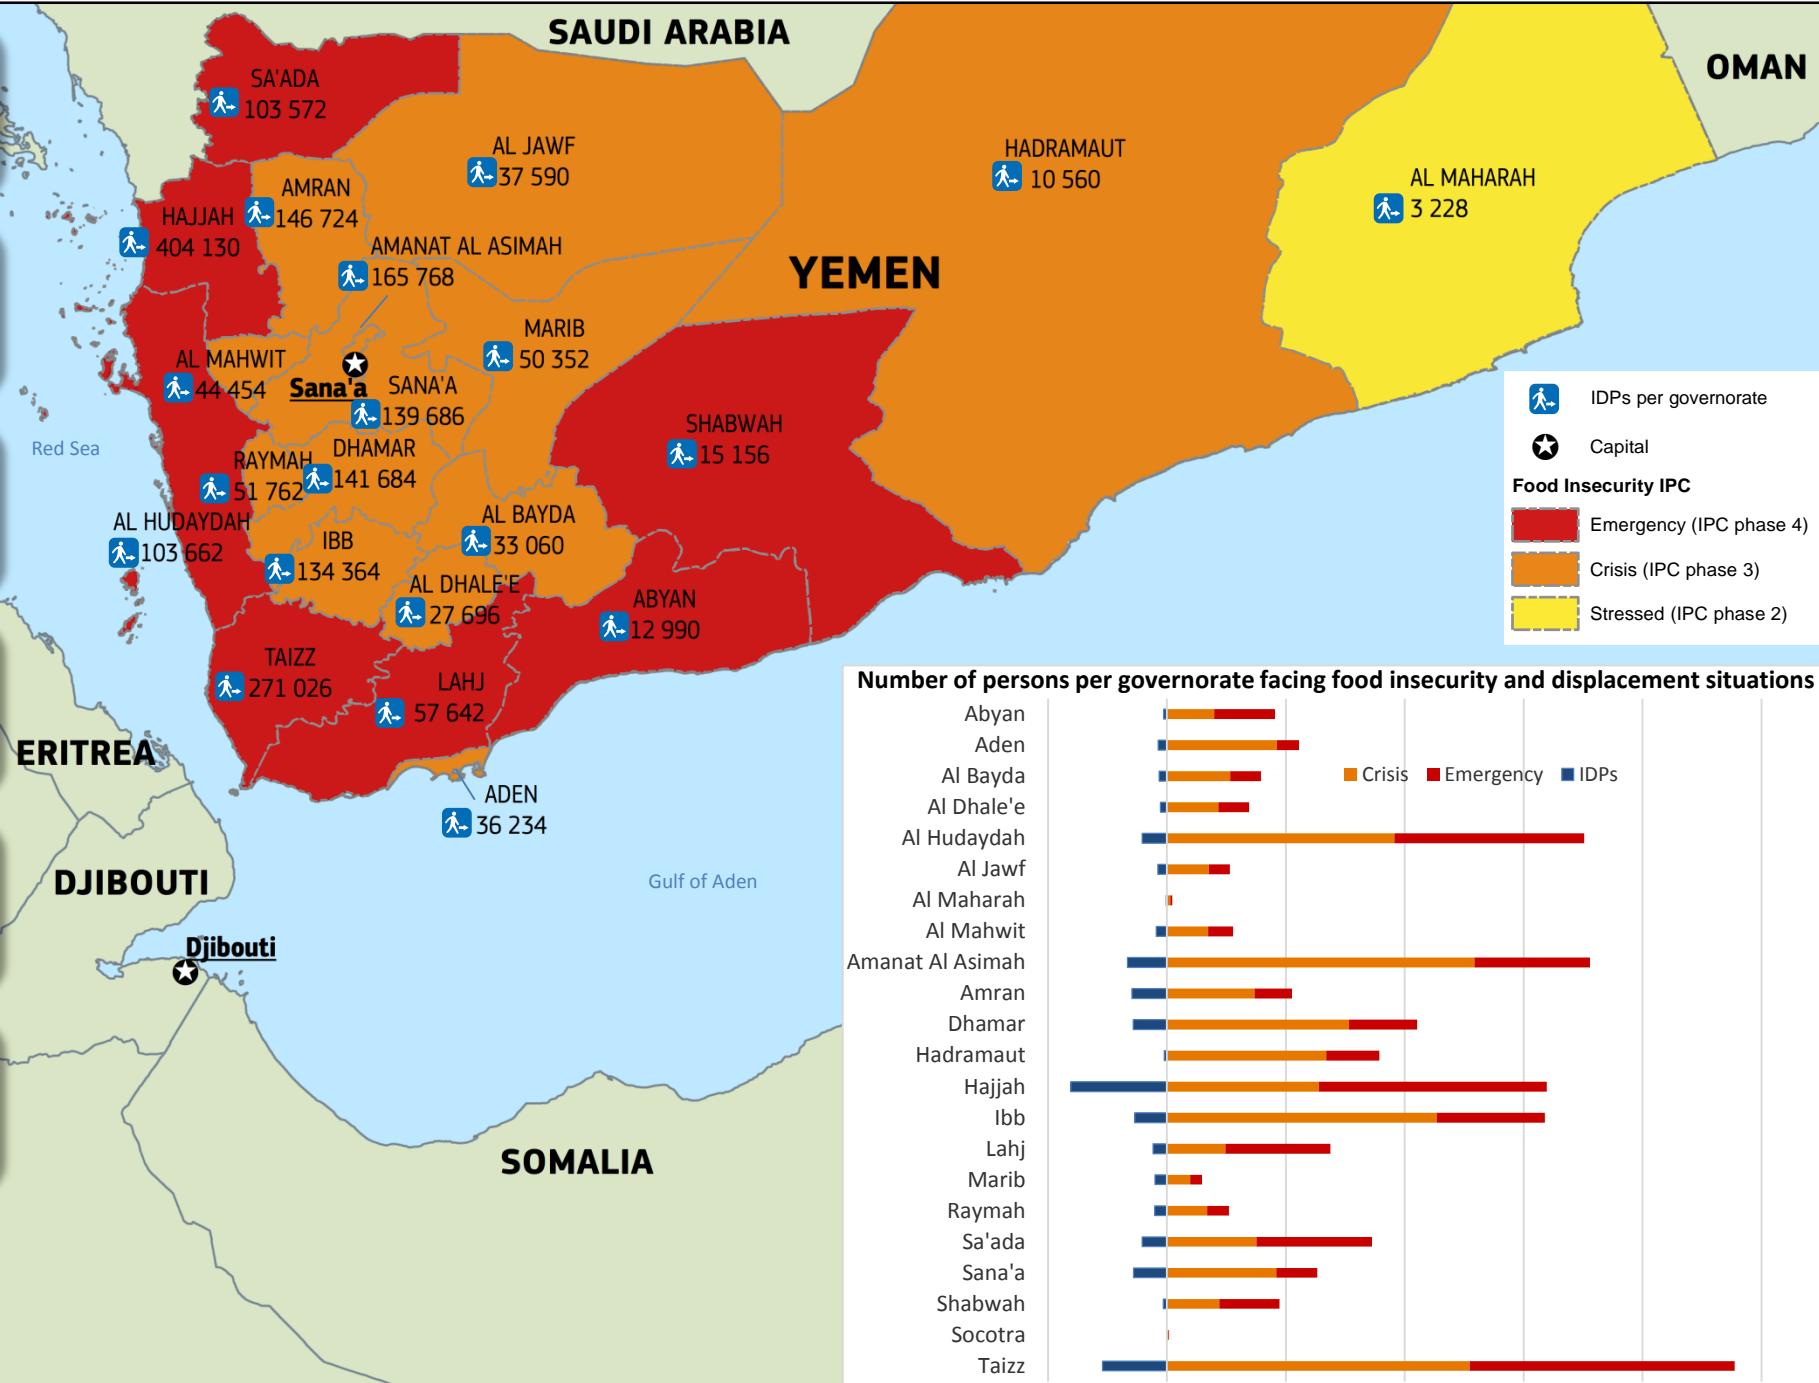 SAUDI ARABIA
OMAN
SA'ADA
103 572
AL JAWF
37 590
HADRAMAUT
10 560
AL MAHARAH
3 228
AMRAN
146 724
HAJJAH
404 130
AMANAT AL ASIMAH
165 768
YEMEN
MARIB
50 352
AL MAHWIT
44 454
Sana'a
SANA'A
139 686
SHABWAH
15 156
Red Sea
DHAMAR
141 684
RAYMAH
51 762
AL HUDAYDAH
103 662
IBB
134 364
AL BAYDA
33 060
AL DHALE'E
27 696
ABYAN
12 990
TAIZZ
271 026
LAHJ
57 642
ADEN
36 234
ERITREA
DJIBOUTI
Djibouti
Gulf of Aden
SOMALIA
IDPs per governorate
Capital
Food Insecurity IPC
Emergency (IPC phase 4)
Crisis (IPC phase 3)
Stressed (IPC phase 2)
Number of persons per governorate facing food insecurity and displacement situations
Crisis Emergency IDPs
Abyan
Aden
Al Bayda
Al Dhale'e
Al Hudaydah
Al Jawf
Al Maharah
Al Mahwit
Amanat Al Asimah
Amran
Dhamar
Hadramaut
Hajjah
Ibb
Lahj
Marib
Raymah
Sa'ada
Sana'a
Shabwah
Socotra
Taizz